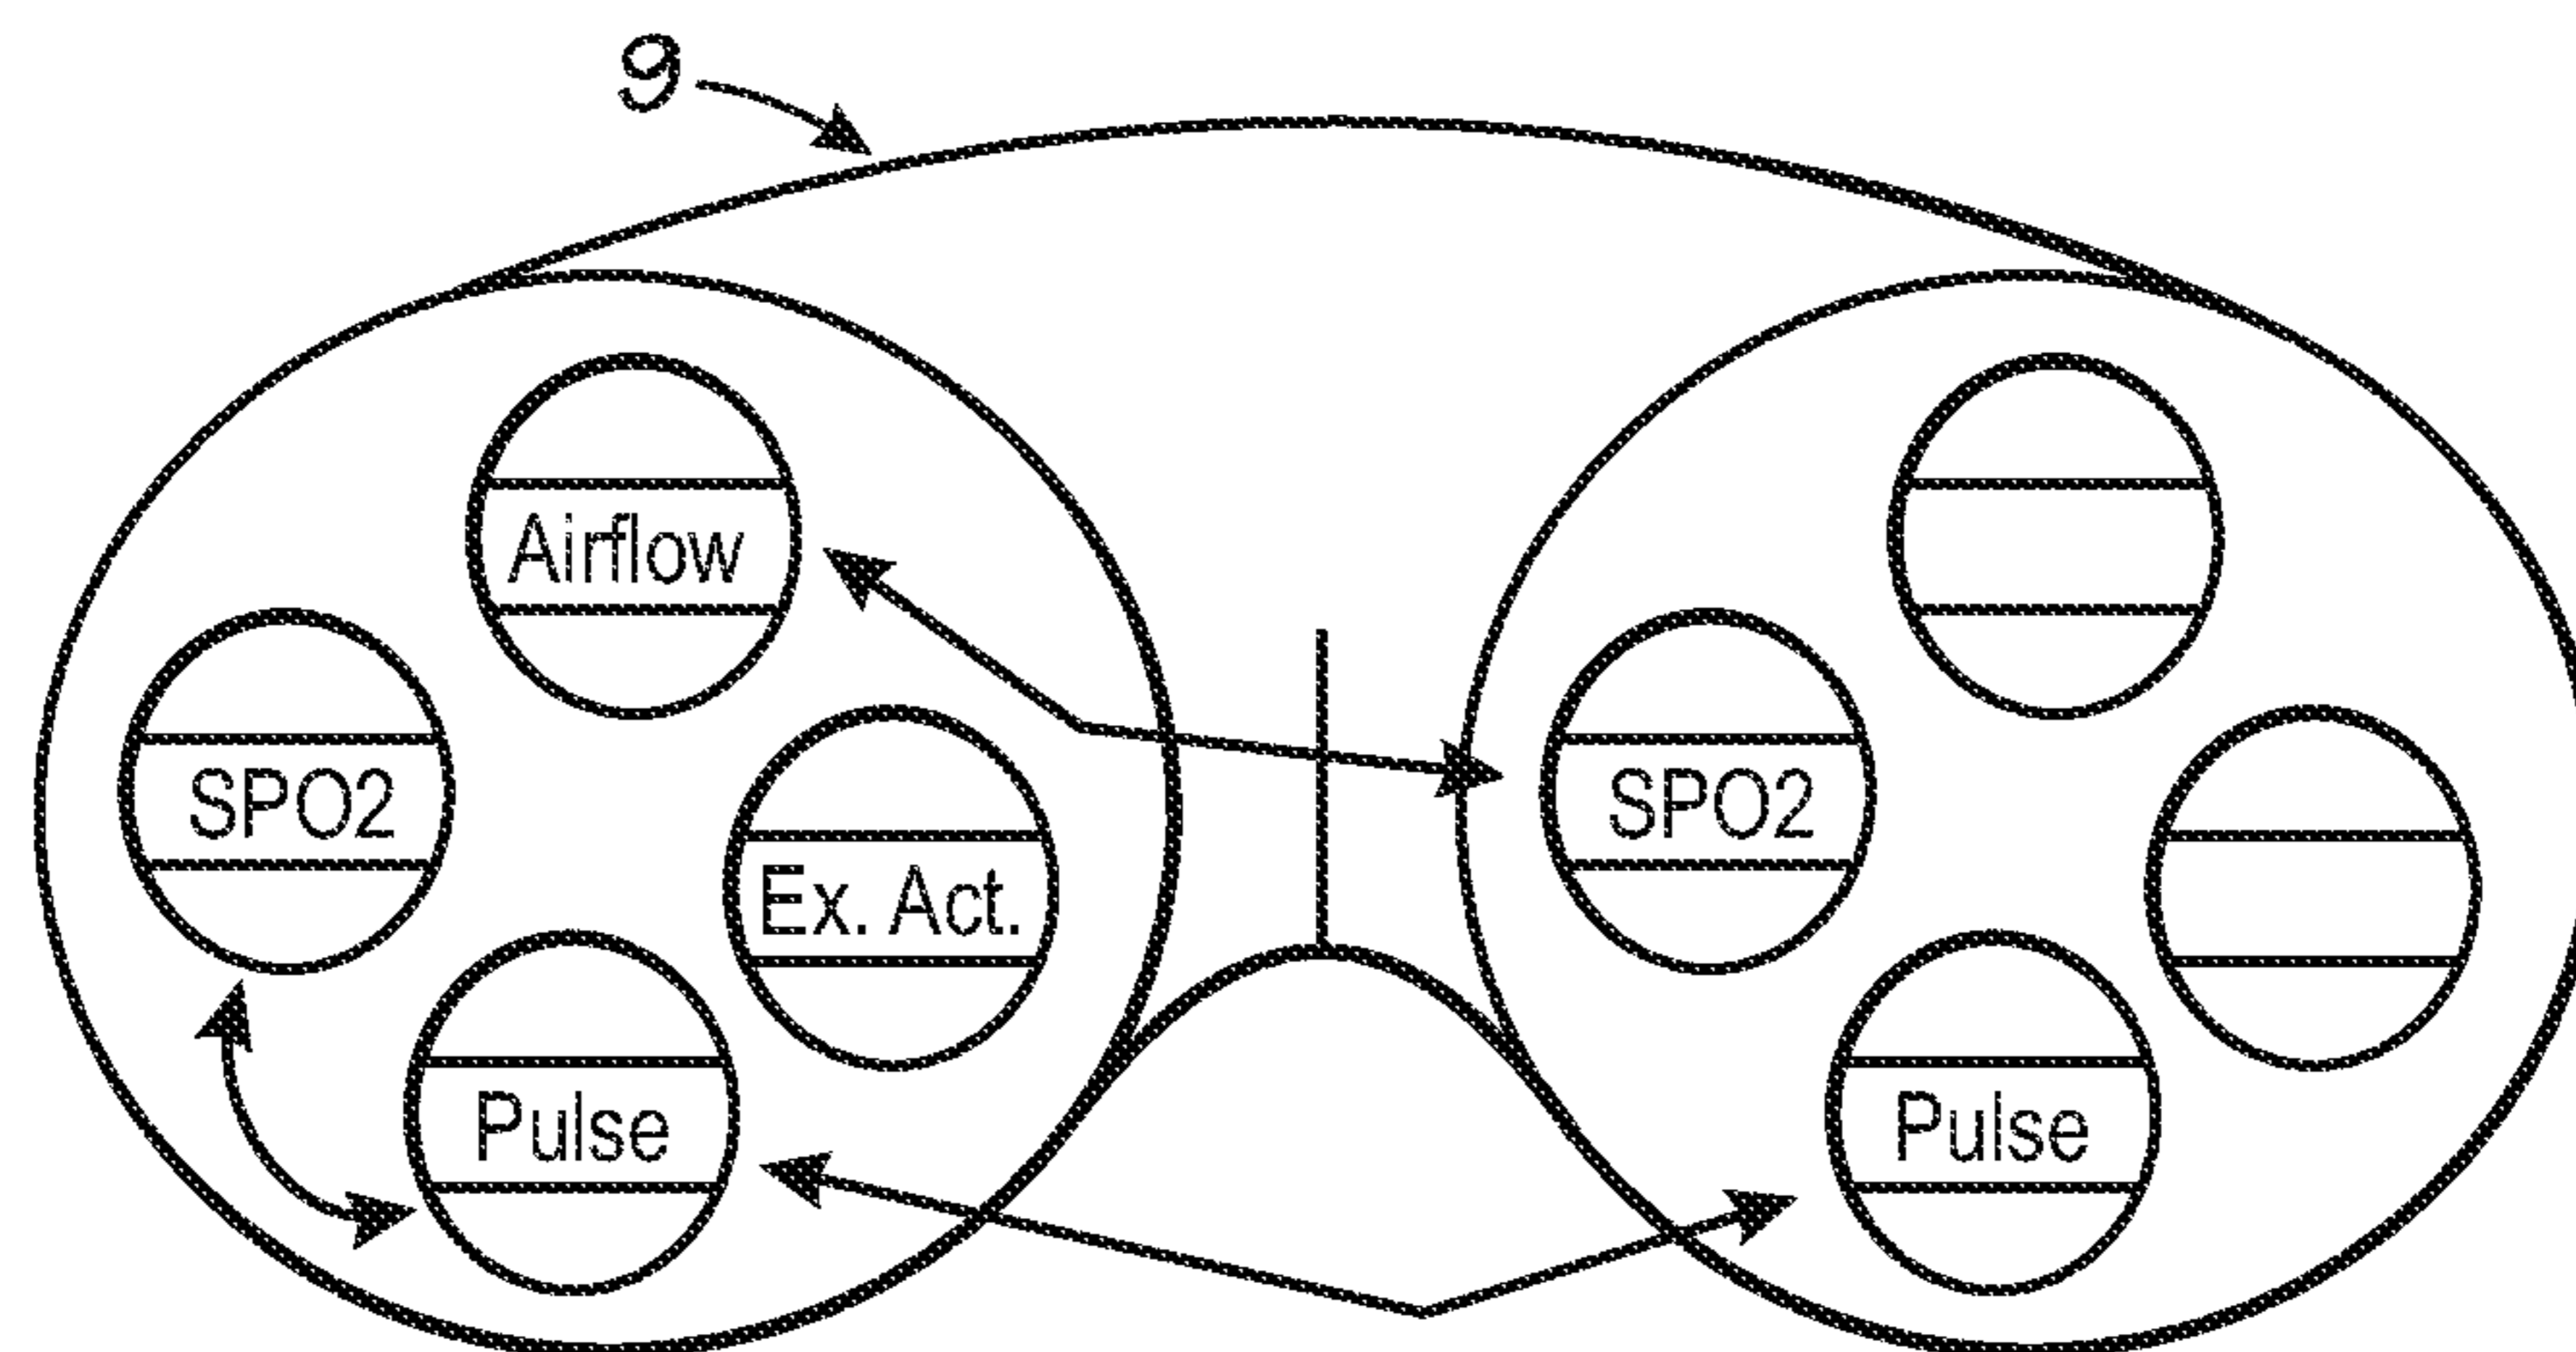 9
Airflow
SPO2
SPO2
Ex. Act.
Pulse
Pulse